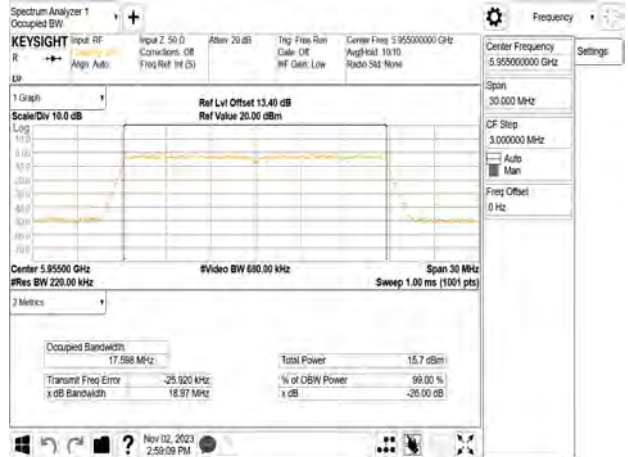 Spectrum Analyzer 1
Occupied BW
+
Frequency
KEYSIGHT
R
Input: RF
Align: Auto
Input Z: 50 Ω
Corrections: Off
Freq Ref: Int (S)
Atten: 20 dB
Trig: Free Run
Gate: Off
#IF Gain: Low
Center Freq: 5.955000000 GHz
Avg|Hold: 10/10
Radio Std: None
Center Frequency
5.955000000 GHz
Settings
Span
30.000 MHz
CF Step
3.000000 MHz
Auto
Man
Freq Offset
0 Hz
1 Graph
Scale/Div 10.0 dB
Ref Lvl Offset 13.40 dB
Ref Value 20.00 dBm
Log
10.0
0.00
Center 5.95500 GHz
#Res BW 220.00 kHz
#Video BW 680.00 kHz
Span 30 MHz
Sweep 1.00 ms (1001 pts)
2 Metrics
Occupied Bandwidth
17.598 MHz
Total Power 15.7 dBm
Transmit Freq Error -25.920 kHz
% of OBW Power 99.00 %
x dB Bandwidth 18.97 MHz
x dB -26.00 dB
?
Nov 02, 2023
2:59:09 PM